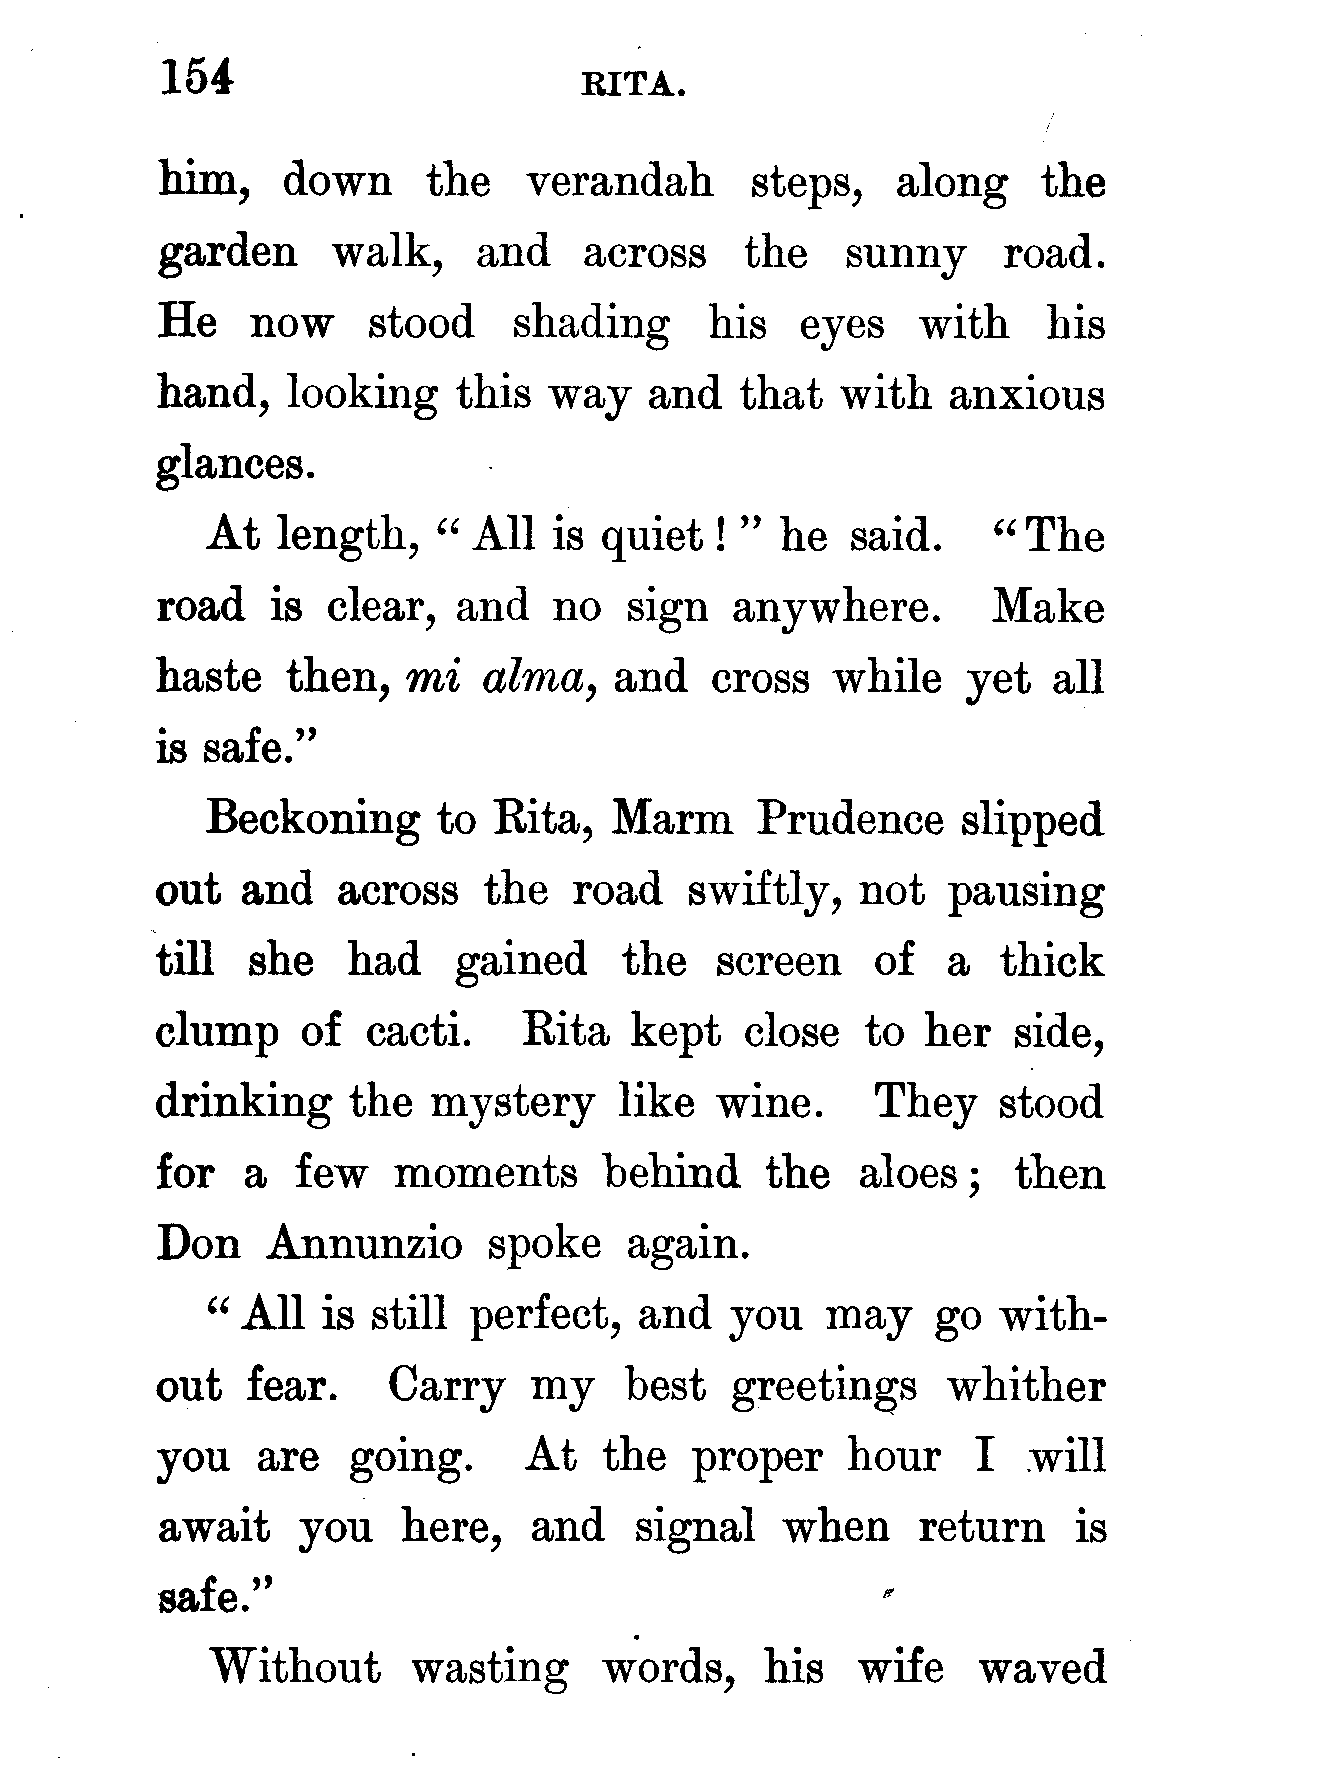 154 RITA.
him, down the verandah steps, along the
garden walk, and across the sunny road.
He now stood shading his eyes with his
hand, looking this way and that with anxious
glances.
At length, “ All is quiet ! ” he said. “ The
road is clear, and no sign anywhere. Make
haste then, mi alma, and cross while yet all
is safe.”
Beckoning to Rita, Marm Prudence slipped
out and across the road swiftly, not pausing
till she had gained the screen of a thick
clump of cacti. Rita kept close to her side,
drinking the mystery like wine. They stood
for a few moments behind the aloes ; then
Don Annunzio spoke again.
“ All is still perfect, and you may go with-
out fear. Carry my best greetings whither
you are going. At the proper hour I will
await you here, and signal when return is
safe.”
Without wasting words, his wife waved